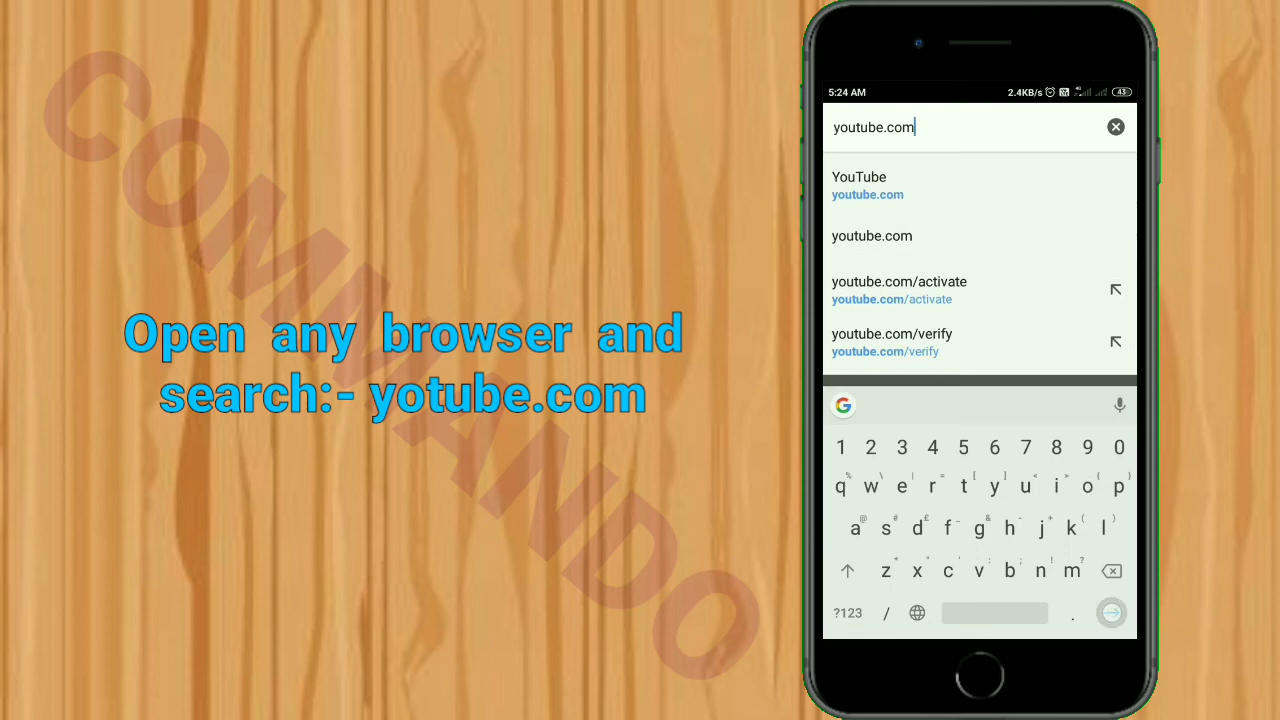 COMMANDO
Open any browser and
search:- yotube.com
5:24 AM 2.4KB/s 4G 43
youtube.com
YouTube
youtube.com
youtube.com
youtube.com/activate
youtube.com/activate
youtube.com/verify
youtube.com/verify
G
1 2 3 4 5 6 7 8 9 0
% \ | = [ ] < > { }
q w e r t y u i o p
@ # £ _ & - + ( )
a s d f g h j k l
* " ' : ; ! ?
z x c v b n m
?123 / .